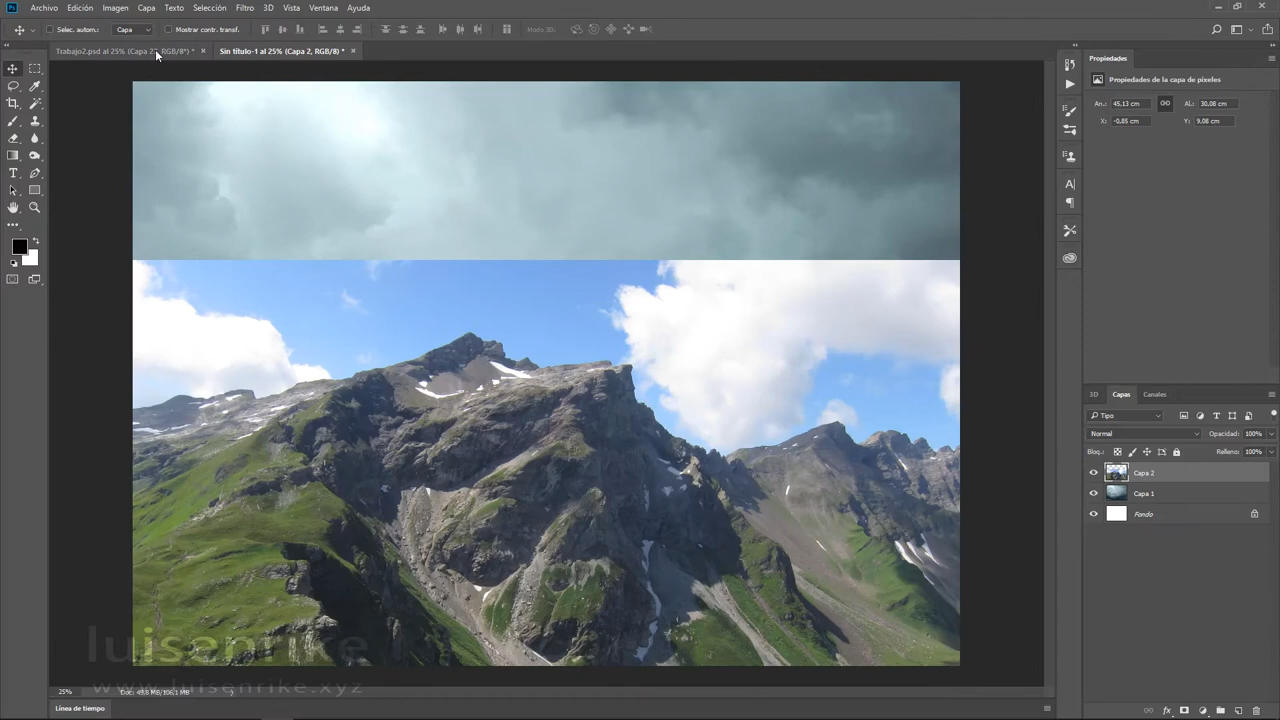 Ps Archivo Edición Imagen Capa Texto Selección Filtro 3D Vista Ventana Ayuda
Selec. autom.: Capa Mostrar contr. transf. Modo 3D:
Trabajo2.psd al 25% (Capa 2, RGB/8*) * × Sin título-1 al 25% (Capa 2, RGB/8) * ×
Propiedades
Propiedades de la capa de píxeles
An.: 45,13 cm Al.: 30,08 cm
X: -0,85 cm Y: 9,08 cm
3D Capas Canales
Tipo
Normal Opacidad: 100%
Bloq.: Relleno: 100%
Capa 2
Capa 1
Fondo
luisenrike
www.luisenrike.xyz
25% Doc: 49,8 MB/106,1 MB
Línea de tiempo